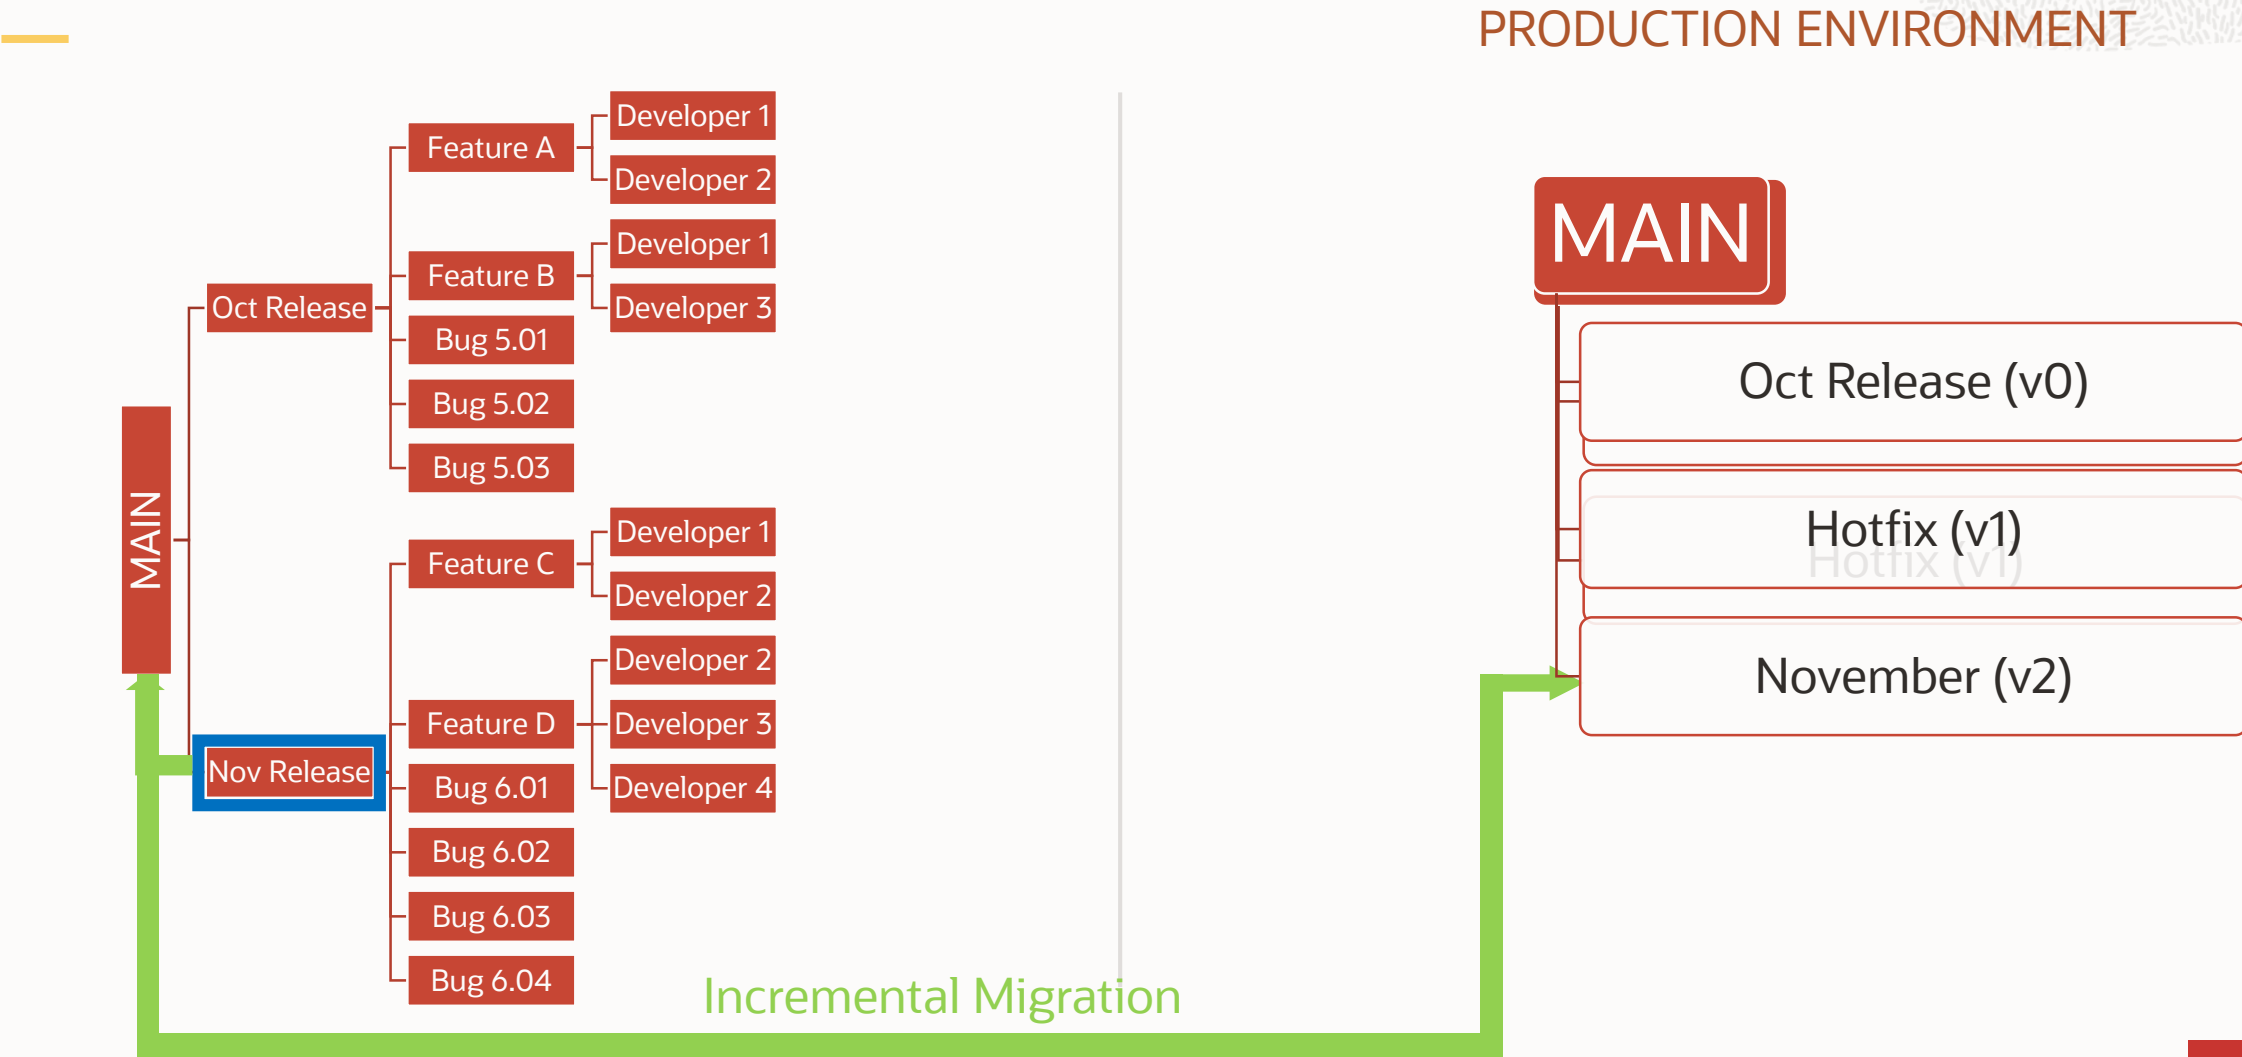 PRODUCTION ENVIRONMENT
MAIN
Oct Release
Feature A
Developer 1
Developer 2
Feature B
Developer 1
Developer 3
Bug 5.01
Bug 5.02
Bug 5.03
Nov Release
Feature C
Developer 1
Developer 2
Feature D
Developer 2
Developer 3
Developer 4
Bug 6.01
Bug 6.02
Bug 6.03
Bug 6.04
Incremental Migration
MAIN
Oct Release (v0)
Hotfix (v1)
Hotfix (v1)
November (v2)